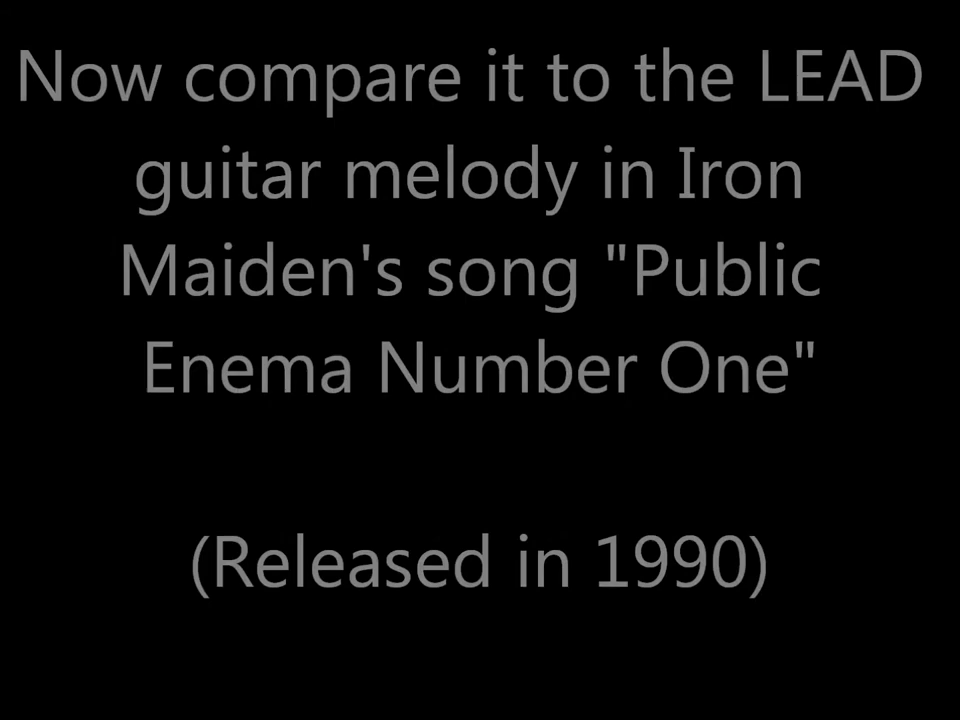 Now compare it to the LEAD
guitar melody in Iron
Maiden's song "Public
Enema Number One"
(Released in 1990)